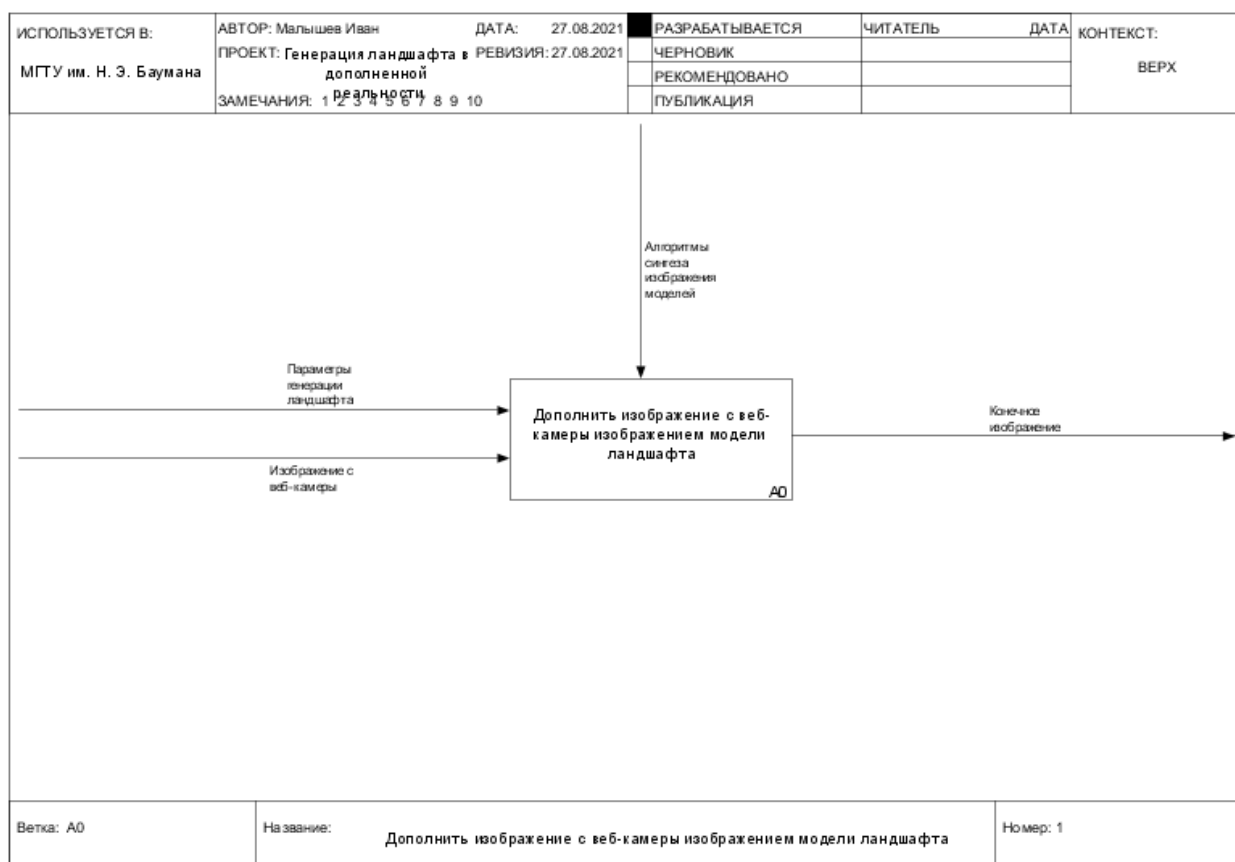 ИСПОЛЬЗУЕТСЯ В:
МГТУ им. Н. Э. Баумана
АВТОР: Малышев Иван
ДАТА: 27.08.2021
ПРОЕКТ: Генерация ландшафта в
дополненной
реальности
РЕВИЗИЯ: 27.08.2021
ЗАМЕЧАНИЯ: 1 2 3 4 5 6 7 8 9 10
РАЗРАБАТЫВАЕТСЯ
ЧЕРНОВИК
РЕКОМЕНДОВАНО
ПУБЛИКАЦИЯ
ЧИТАТЕЛЬ ДАТА
КОНТЕКСТ:
ВЕРХ
Алгоритмы
синтеза
изображения
моделей
Параметры
генерации
ландшафта
Изображение с
веб-камеры
Дополнить изображение с веб-
камеры изображением модели
ландшафта
A0
Конечное
изображение
Ветка: A0
Название:
Дополнить изображение с веб-камеры изображением модели ландшафта
Номер: 1